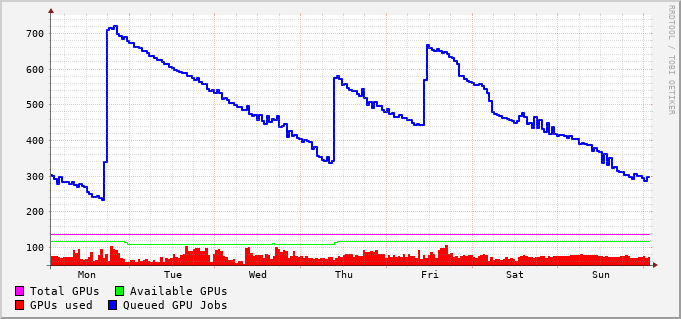 700
600
500
400
300
200
100
Mon Tue Wed Thu Fri Sat Sun
Total GPUs Available GPUs
GPUs used Queued GPU Jobs
RRDTOOL / TOBI OETIKER